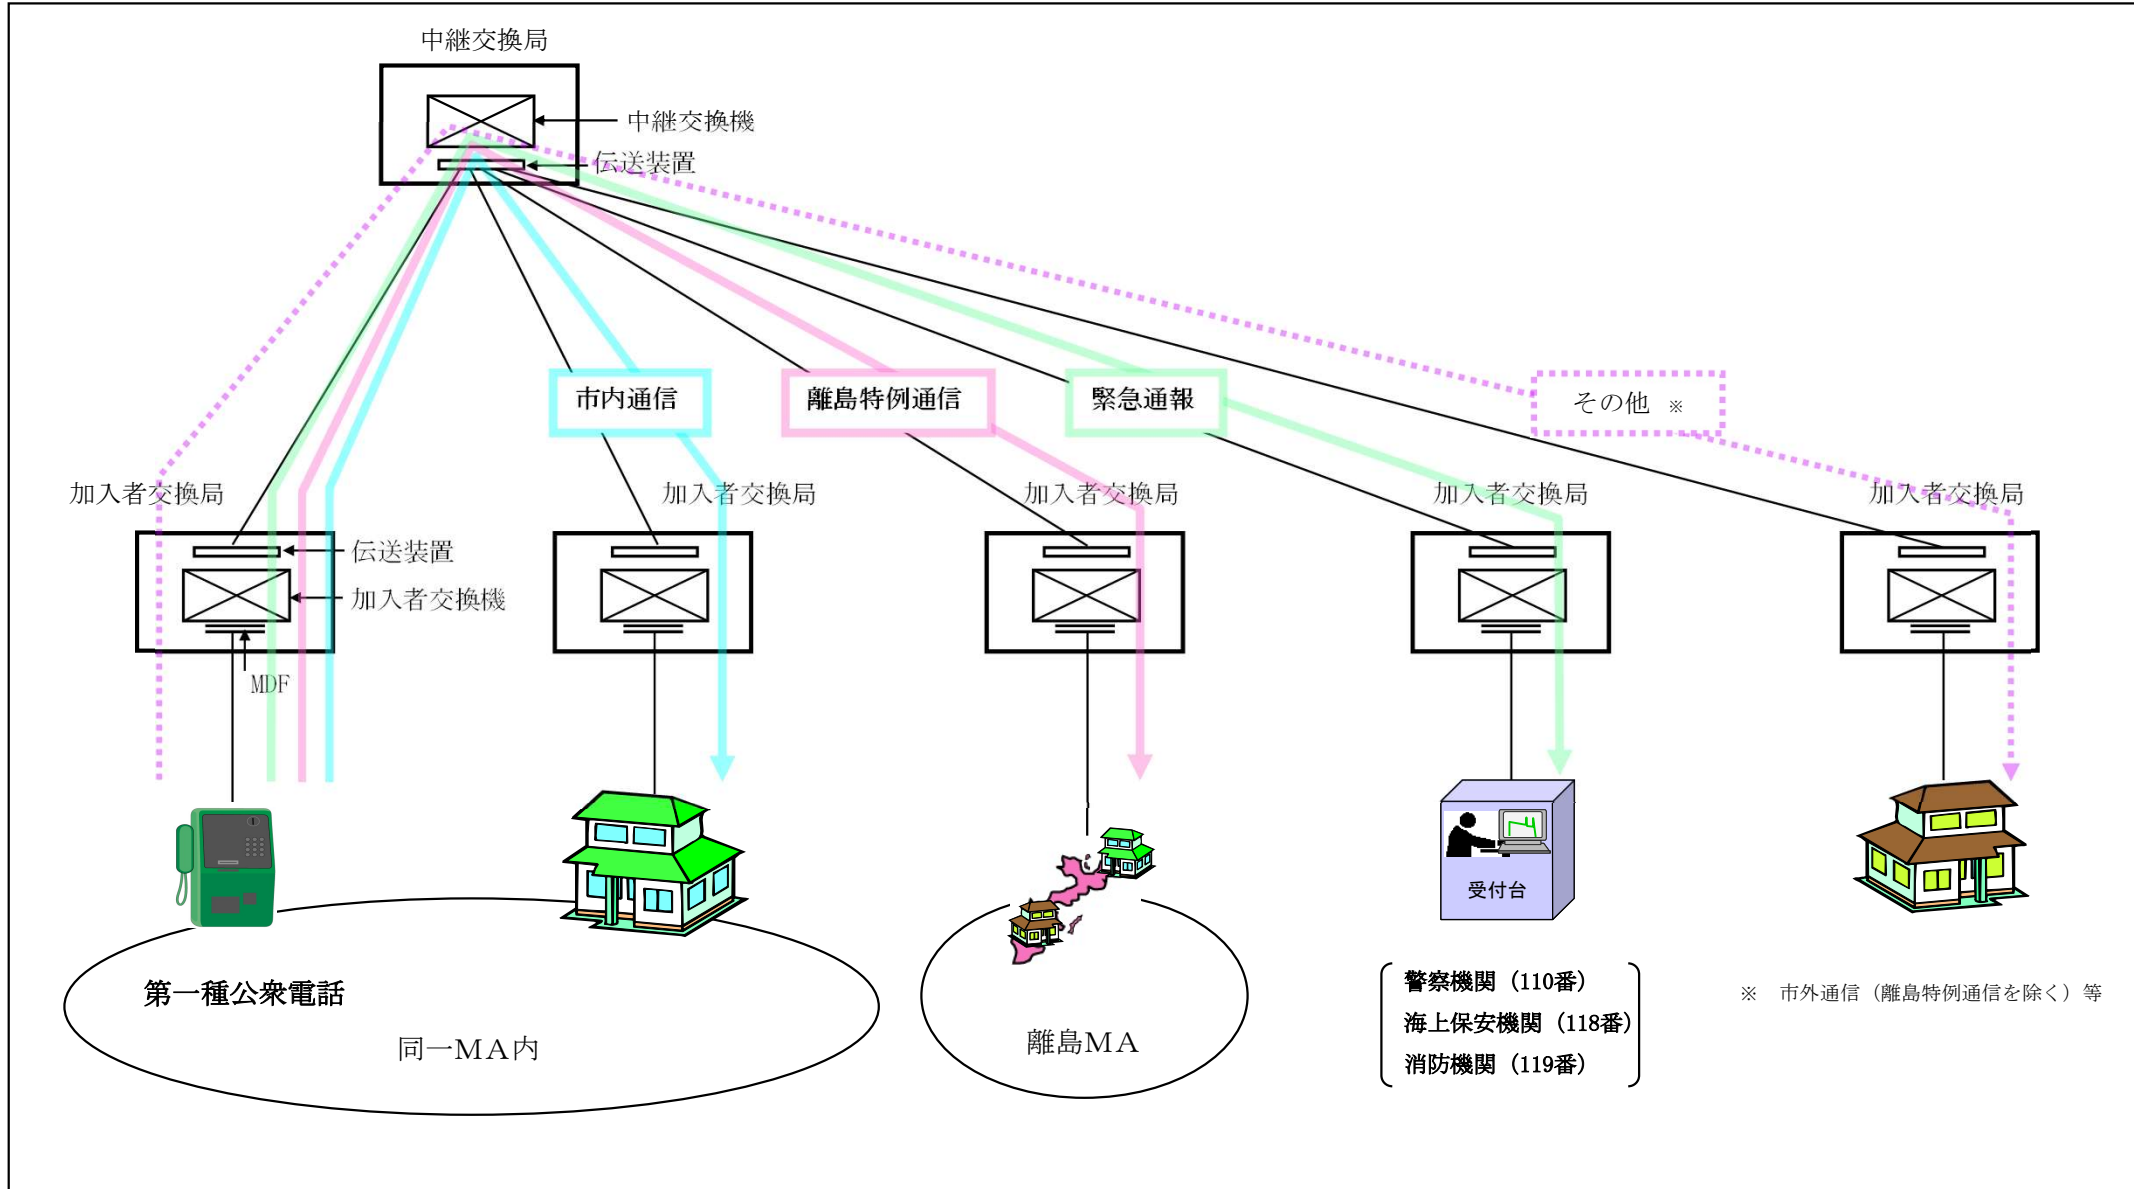 中継交換局
中継交換機
伝送装置
市内通信
離島特例通信
緊急通報
その他 ※
加入者交換局
加入者交換局
加入者交換局
加入者交換局
加入者交換局
伝送装置
加入者交換機
MDF
受付台
第一種公衆電話
同一MA内
離島MA
警察機関（110番）
海上保安機関（118番）
消防機関（119番）
※ 市外通信（離島特例通信を除く）等